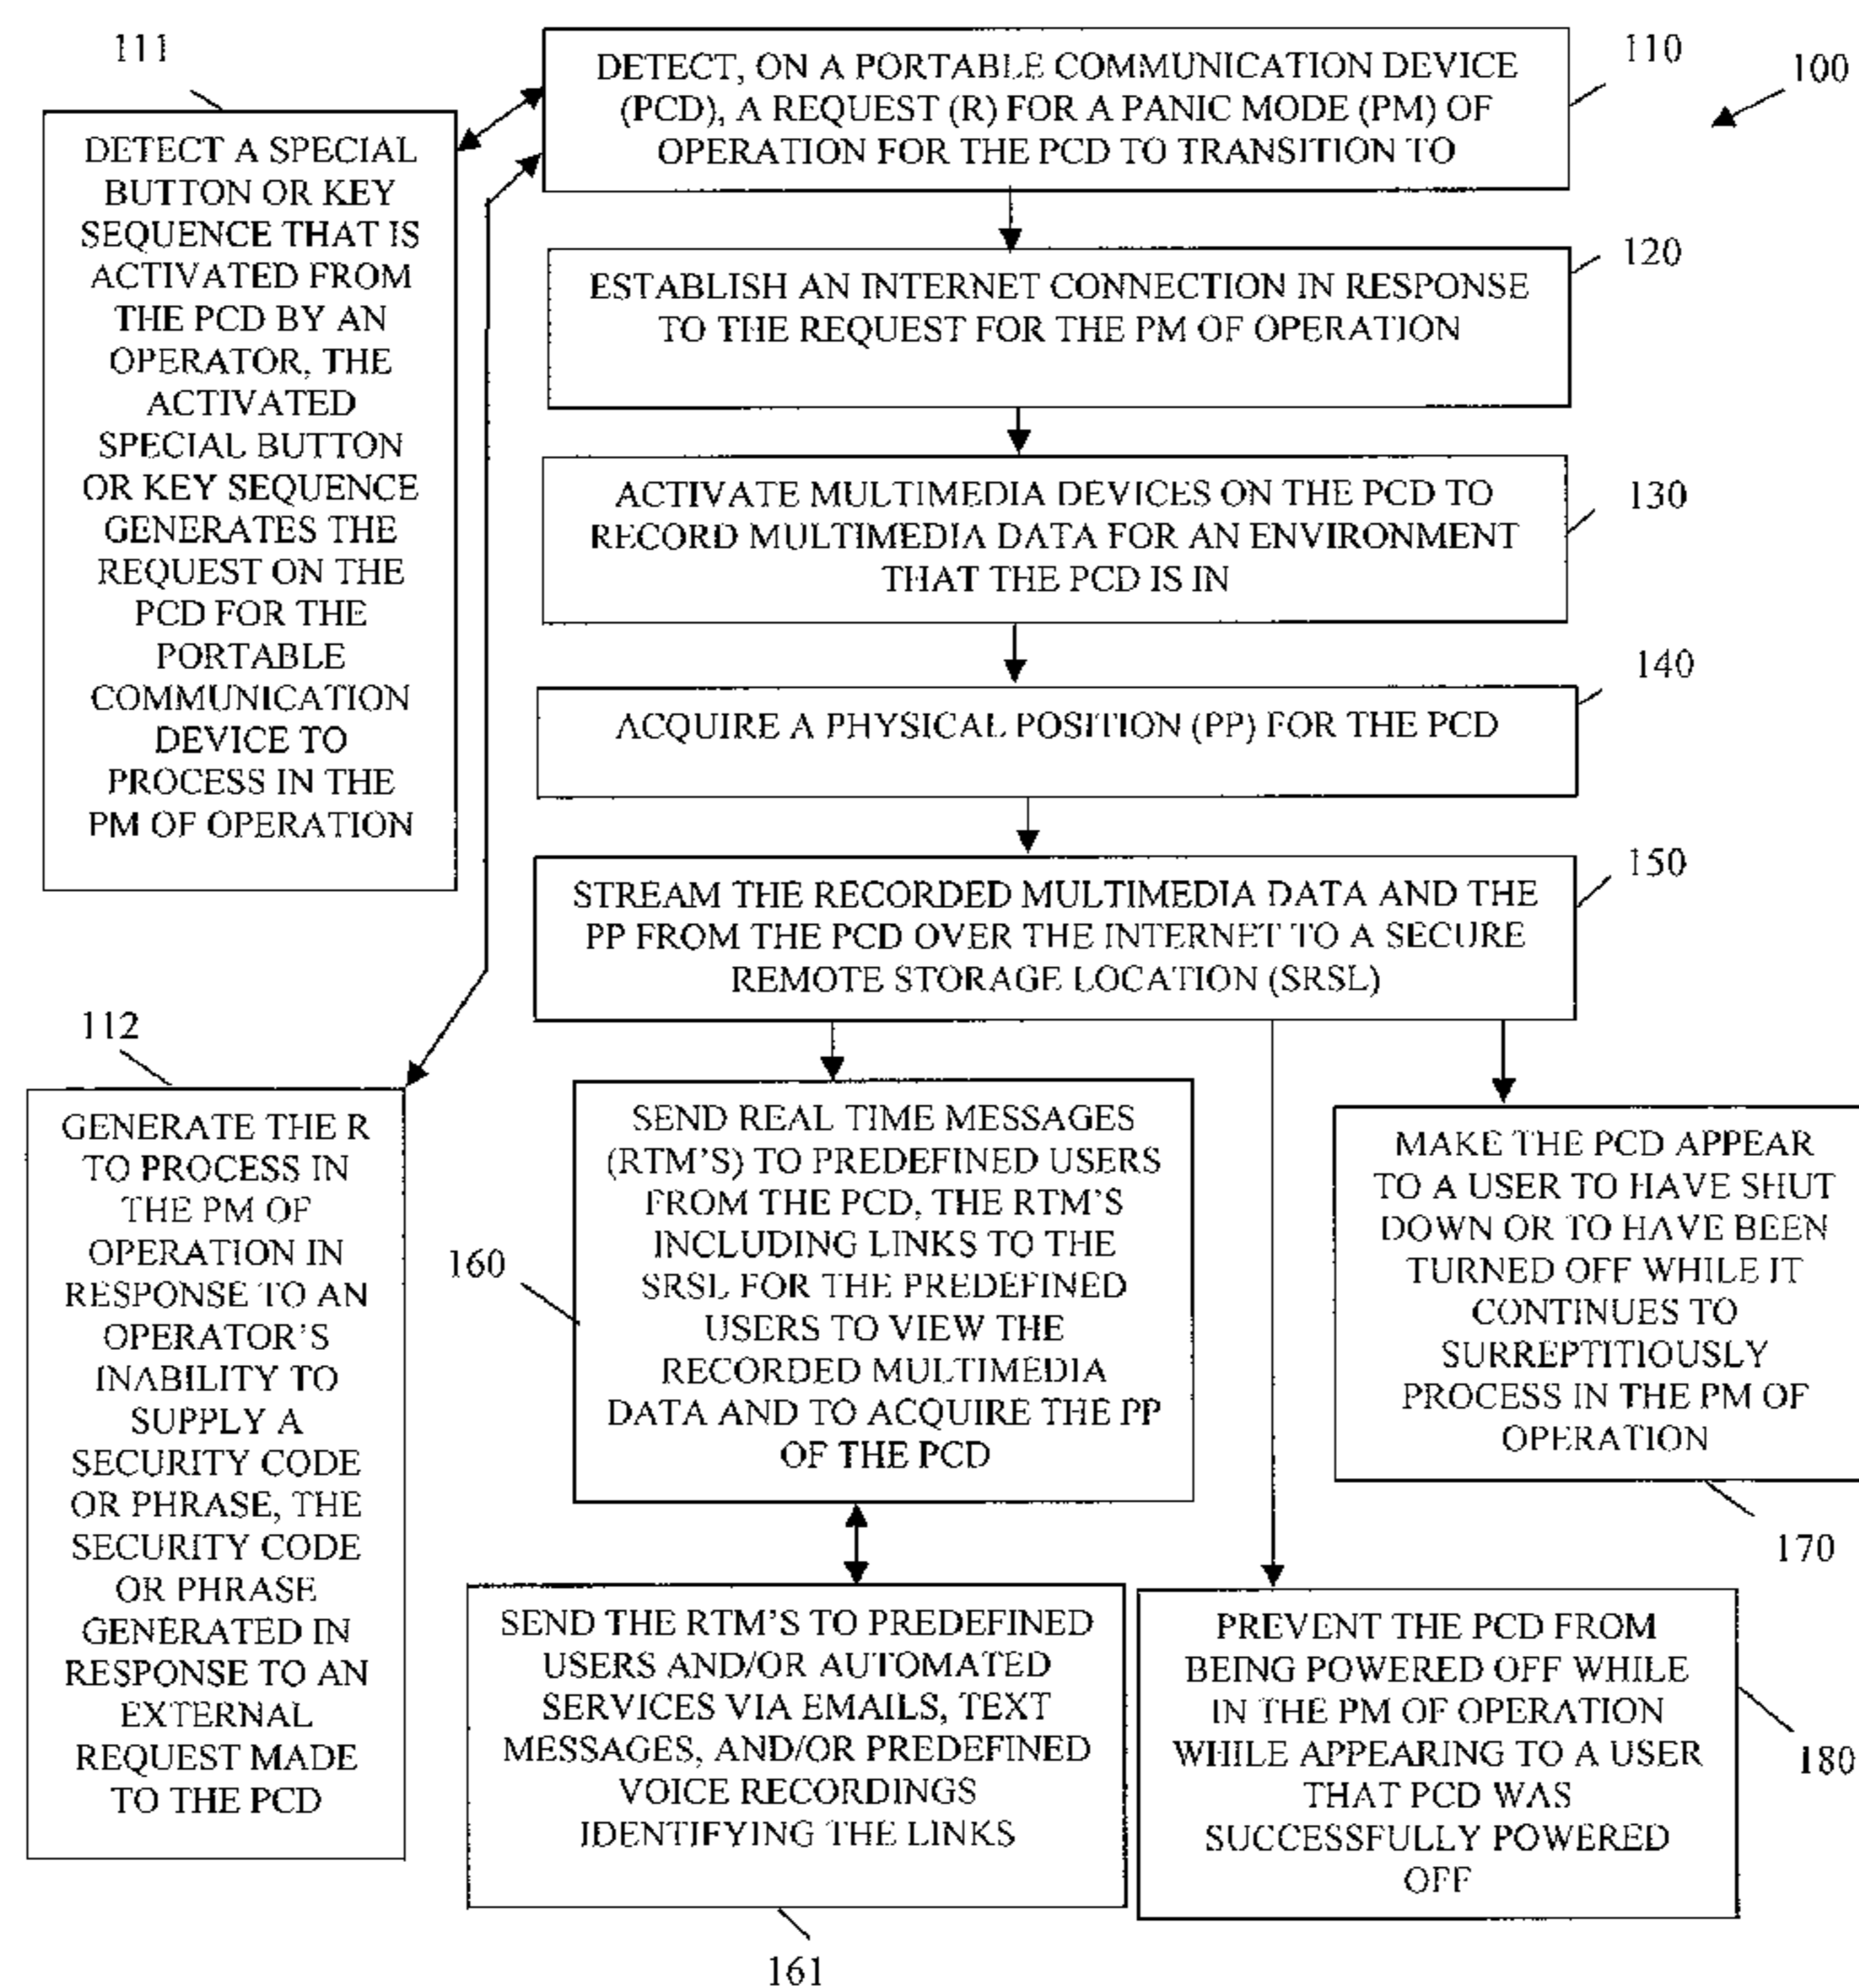 111
DETECT A SPECIAL
BUTTON OR KEY
SEQUENCE THAT IS
ACTIVATED FROM
THE PCD BY AN
OPERATOR, THE
ACTIVATED
SPECIAL BUTTON
OR KEY SEQUENCE
GENERATES THE
REQUEST ON THE
PCD FOR THE
PORTABLE
COMMUNICATION
DEVICE TO
PROCESS IN THE
PM OF OPERATION
112
GENERATE THE R
TO PROCESS IN
THE PM OF
OPERATION IN
RESPONSE TO AN
OPERATOR'S
INABILITY TO
SUPPLY A
SECURITY CODE
OR PHRASE, THE
SECURITY CODE
OR PHRASE
GENERATED IN
RESPONSE TO AN
EXTERNAL
REQUEST MADE
TO THE PCD
110
100
DETECT, ON A PORTABLE COMMUNICATION DEVICE
(PCD), A REQUEST (R) FOR A PANIC MODE (PM) OF
OPERATION FOR THE PCD TO TRANSITION TO
120
ESTABLISH AN INTERNET CONNECTION IN RESPONSE
TO THE REQUEST FOR THE PM OF OPERATION
130
ACTIVATE MULTIMEDIA DEVICES ON THE PCD TO
RECORD MULTIMEDIA DATA FOR AN ENVIRONMENT
THAT THE PCD IS IN
140
ACQUIRE A PHYSICAL POSITION (PP) FOR THE PCD
150
STREAM THE RECORDED MULTIMEDIA DATA AND THE
PP FROM THE PCD OVER THE INTERNET TO A SECURE
REMOTE STORAGE LOCATION (SRSL)
160
SEND REAL TIME MESSAGES
(RTM'S) TO PREDEFINED USERS
FROM THE PCD, THE RTM'S
INCLUDING LINKS TO THE
SRSL FOR THE PREDEFINED
USERS TO VIEW THE
RECORDED MULTIMEDIA
DATA AND TO ACQUIRE THE PP
OF THE PCD
MAKE THE PCD APPEAR
TO A USER TO HAVE SHUT
DOWN OR TO HAVE BEEN
TURNED OFF WHILE IT
CONTINUES TO
SURREPTITIOUSLY
PROCESS IN THE PM OF
OPERATION
170
SEND THE RTM'S TO PREDEFINED
USERS AND/OR AUTOMATED
SERVICES VIA EMAILS, TEXT
MESSAGES, AND/OR PREDEFINED
VOICE RECORDINGS
IDENTIFYING THE LINKS
161
PREVENT THE PCD FROM
BEING POWERED OFF WHILE
IN THE PM OF OPERATION
WHILE APPEARING TO A USER
THAT PCD WAS
SUCCESSFULLY POWERED
OFF
180